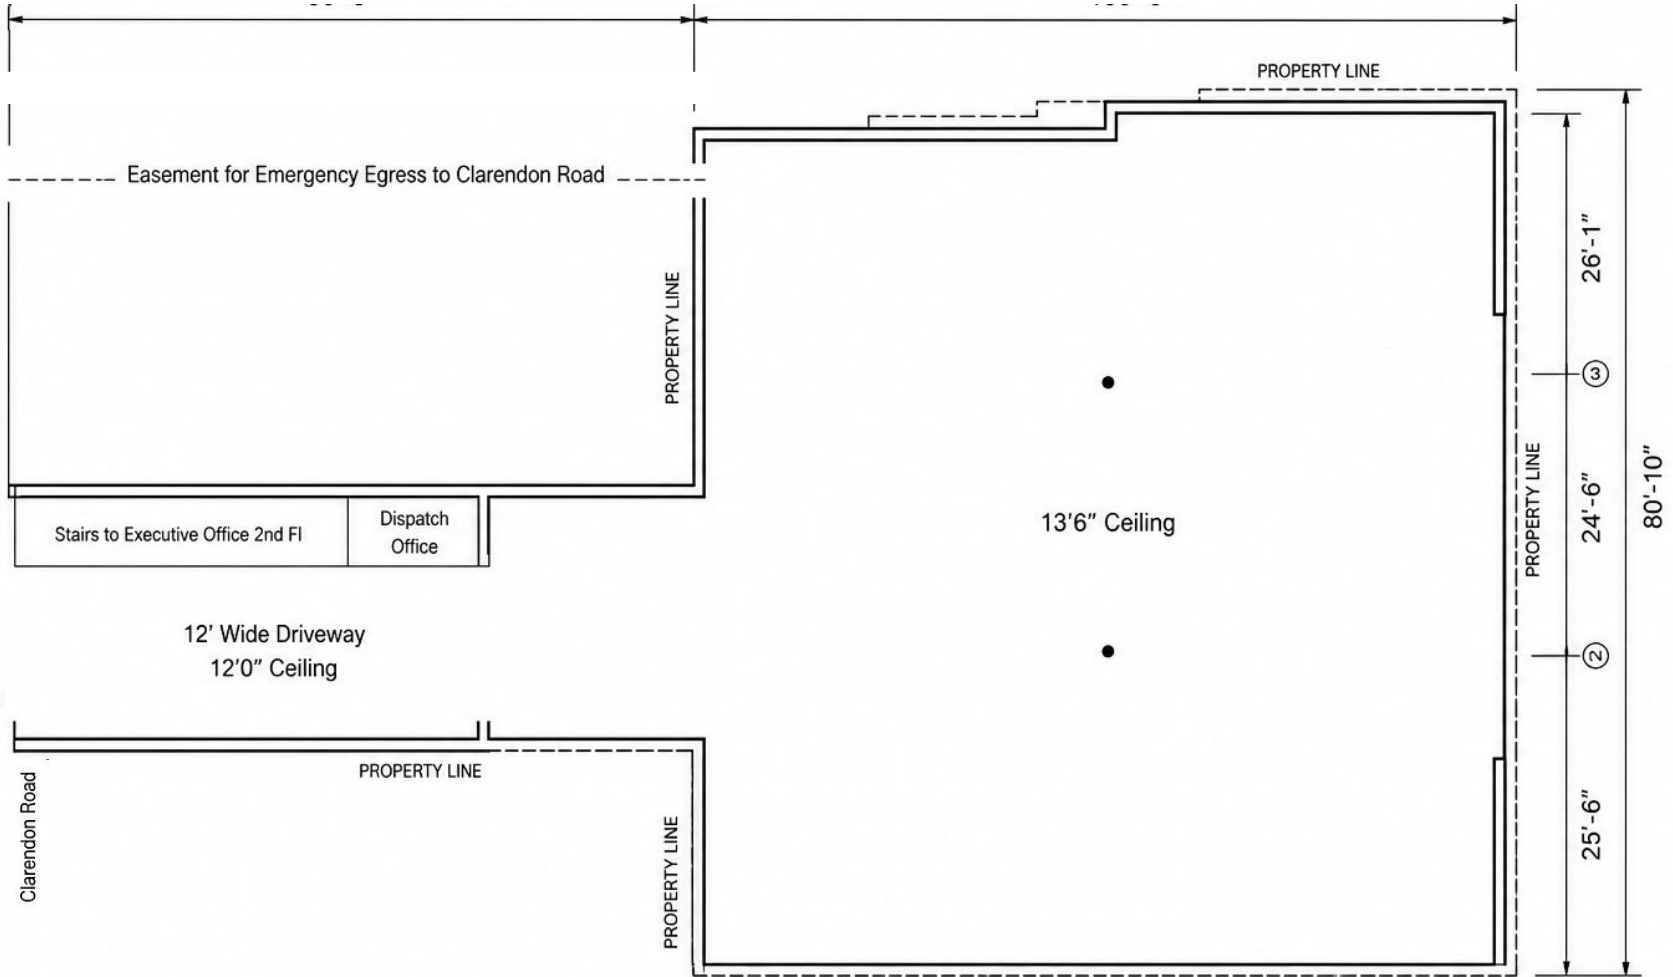 PROPERTY LINE
Easement for Emergency Egress to Clarendon Road
26'-1"
PROPERTY LINE
3
PROPERTY LINE
24'-6"
80'-10"
Stairs to Executive Office 2nd Fl
Dispatch
Office
13'6" Ceiling
12' Wide Driveway
12'0" Ceiling
2
PROPERTY LINE
Clarendon Road
PROPERTY LINE
25'-6"